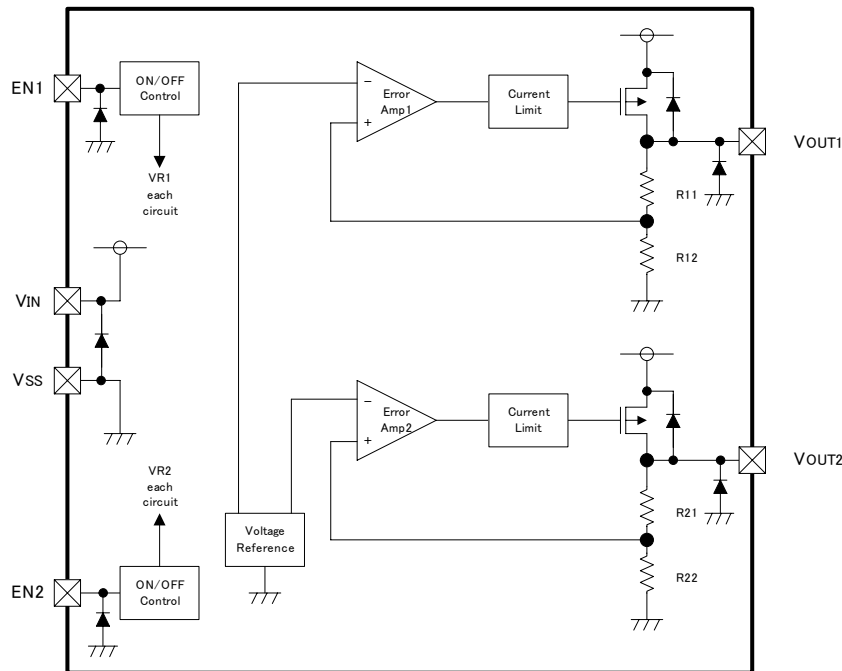 EN1
ON/OFF
Control
VR1
each
circuit
−
Error
Amp1
+
Current
Limit
VOUT1
R11
R12
VIN
VSS
−
Error
Amp2
+
Current
Limit
VOUT2
R21
R22
VR2
each
circuit
Voltage
Reference
EN2
ON/OFF
Control